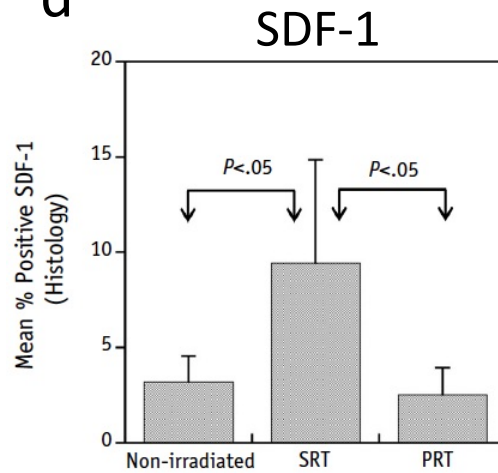 d
SDF-1
20
15
10
5
0
Mean % Positive SDF-1
(Histology)
P<.05
P<.05
Non-irradiated
SRT
PRT